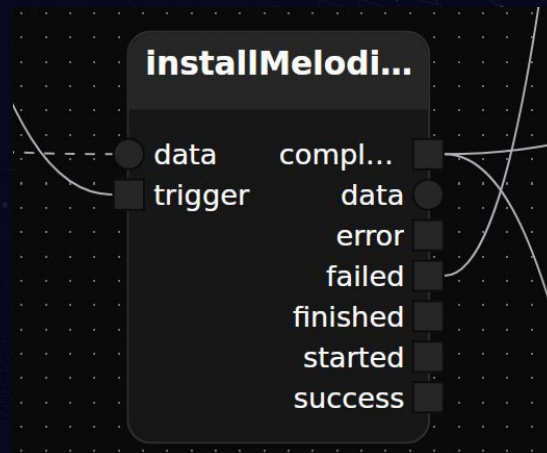 installMelodi...
data compl...
trigger data
error
failed
finished
started
success